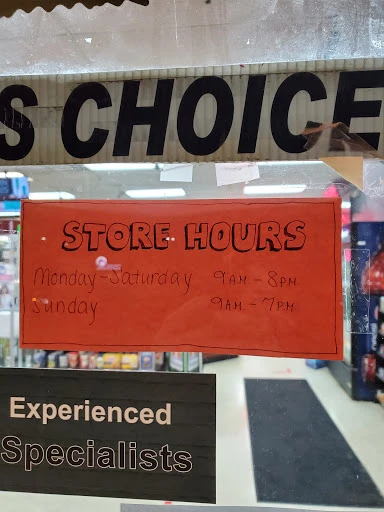 S CHOICE
STORE HOURS
Monday-Saturday 9AM - 8PM
Sunday 9AM - 7PM
Experienced
Specialists